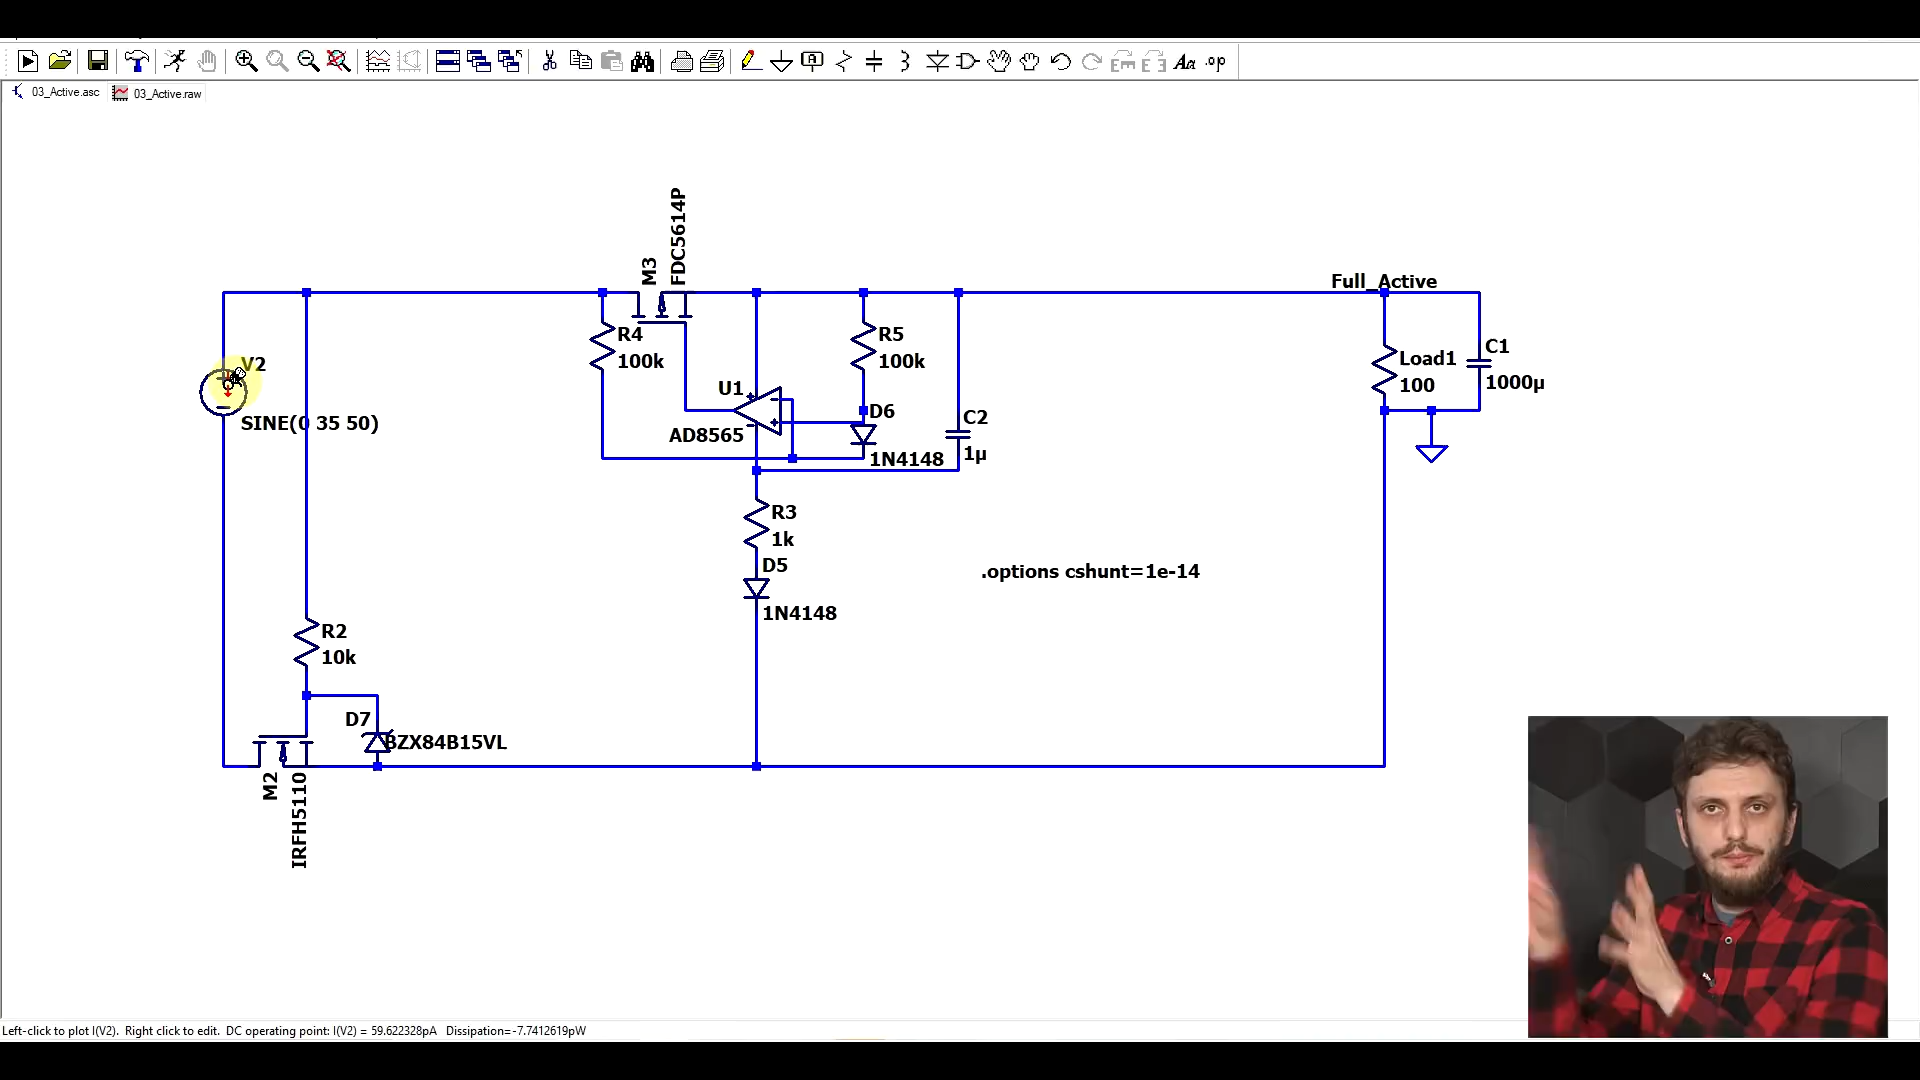 03_Active.asc
03_Active.raw
Aa
.op
M3
FDC5614P
Full_Active
R4
100k
R5
100k
V2
SINE(0 35 50)
U1
AD8565
D6
1N4148
C2
1µ
Load1
100
C1
1000µ
R3
1k
D5
1N4148
.options cshunt=1e-14
R2
10k
D7
BZX84B15VL
M2
IRFH5110
Left-click to plot I(V2). Right click to edit. DC operating point: I(V2) = 59.622328pA Dissipation=-7.7412619pW